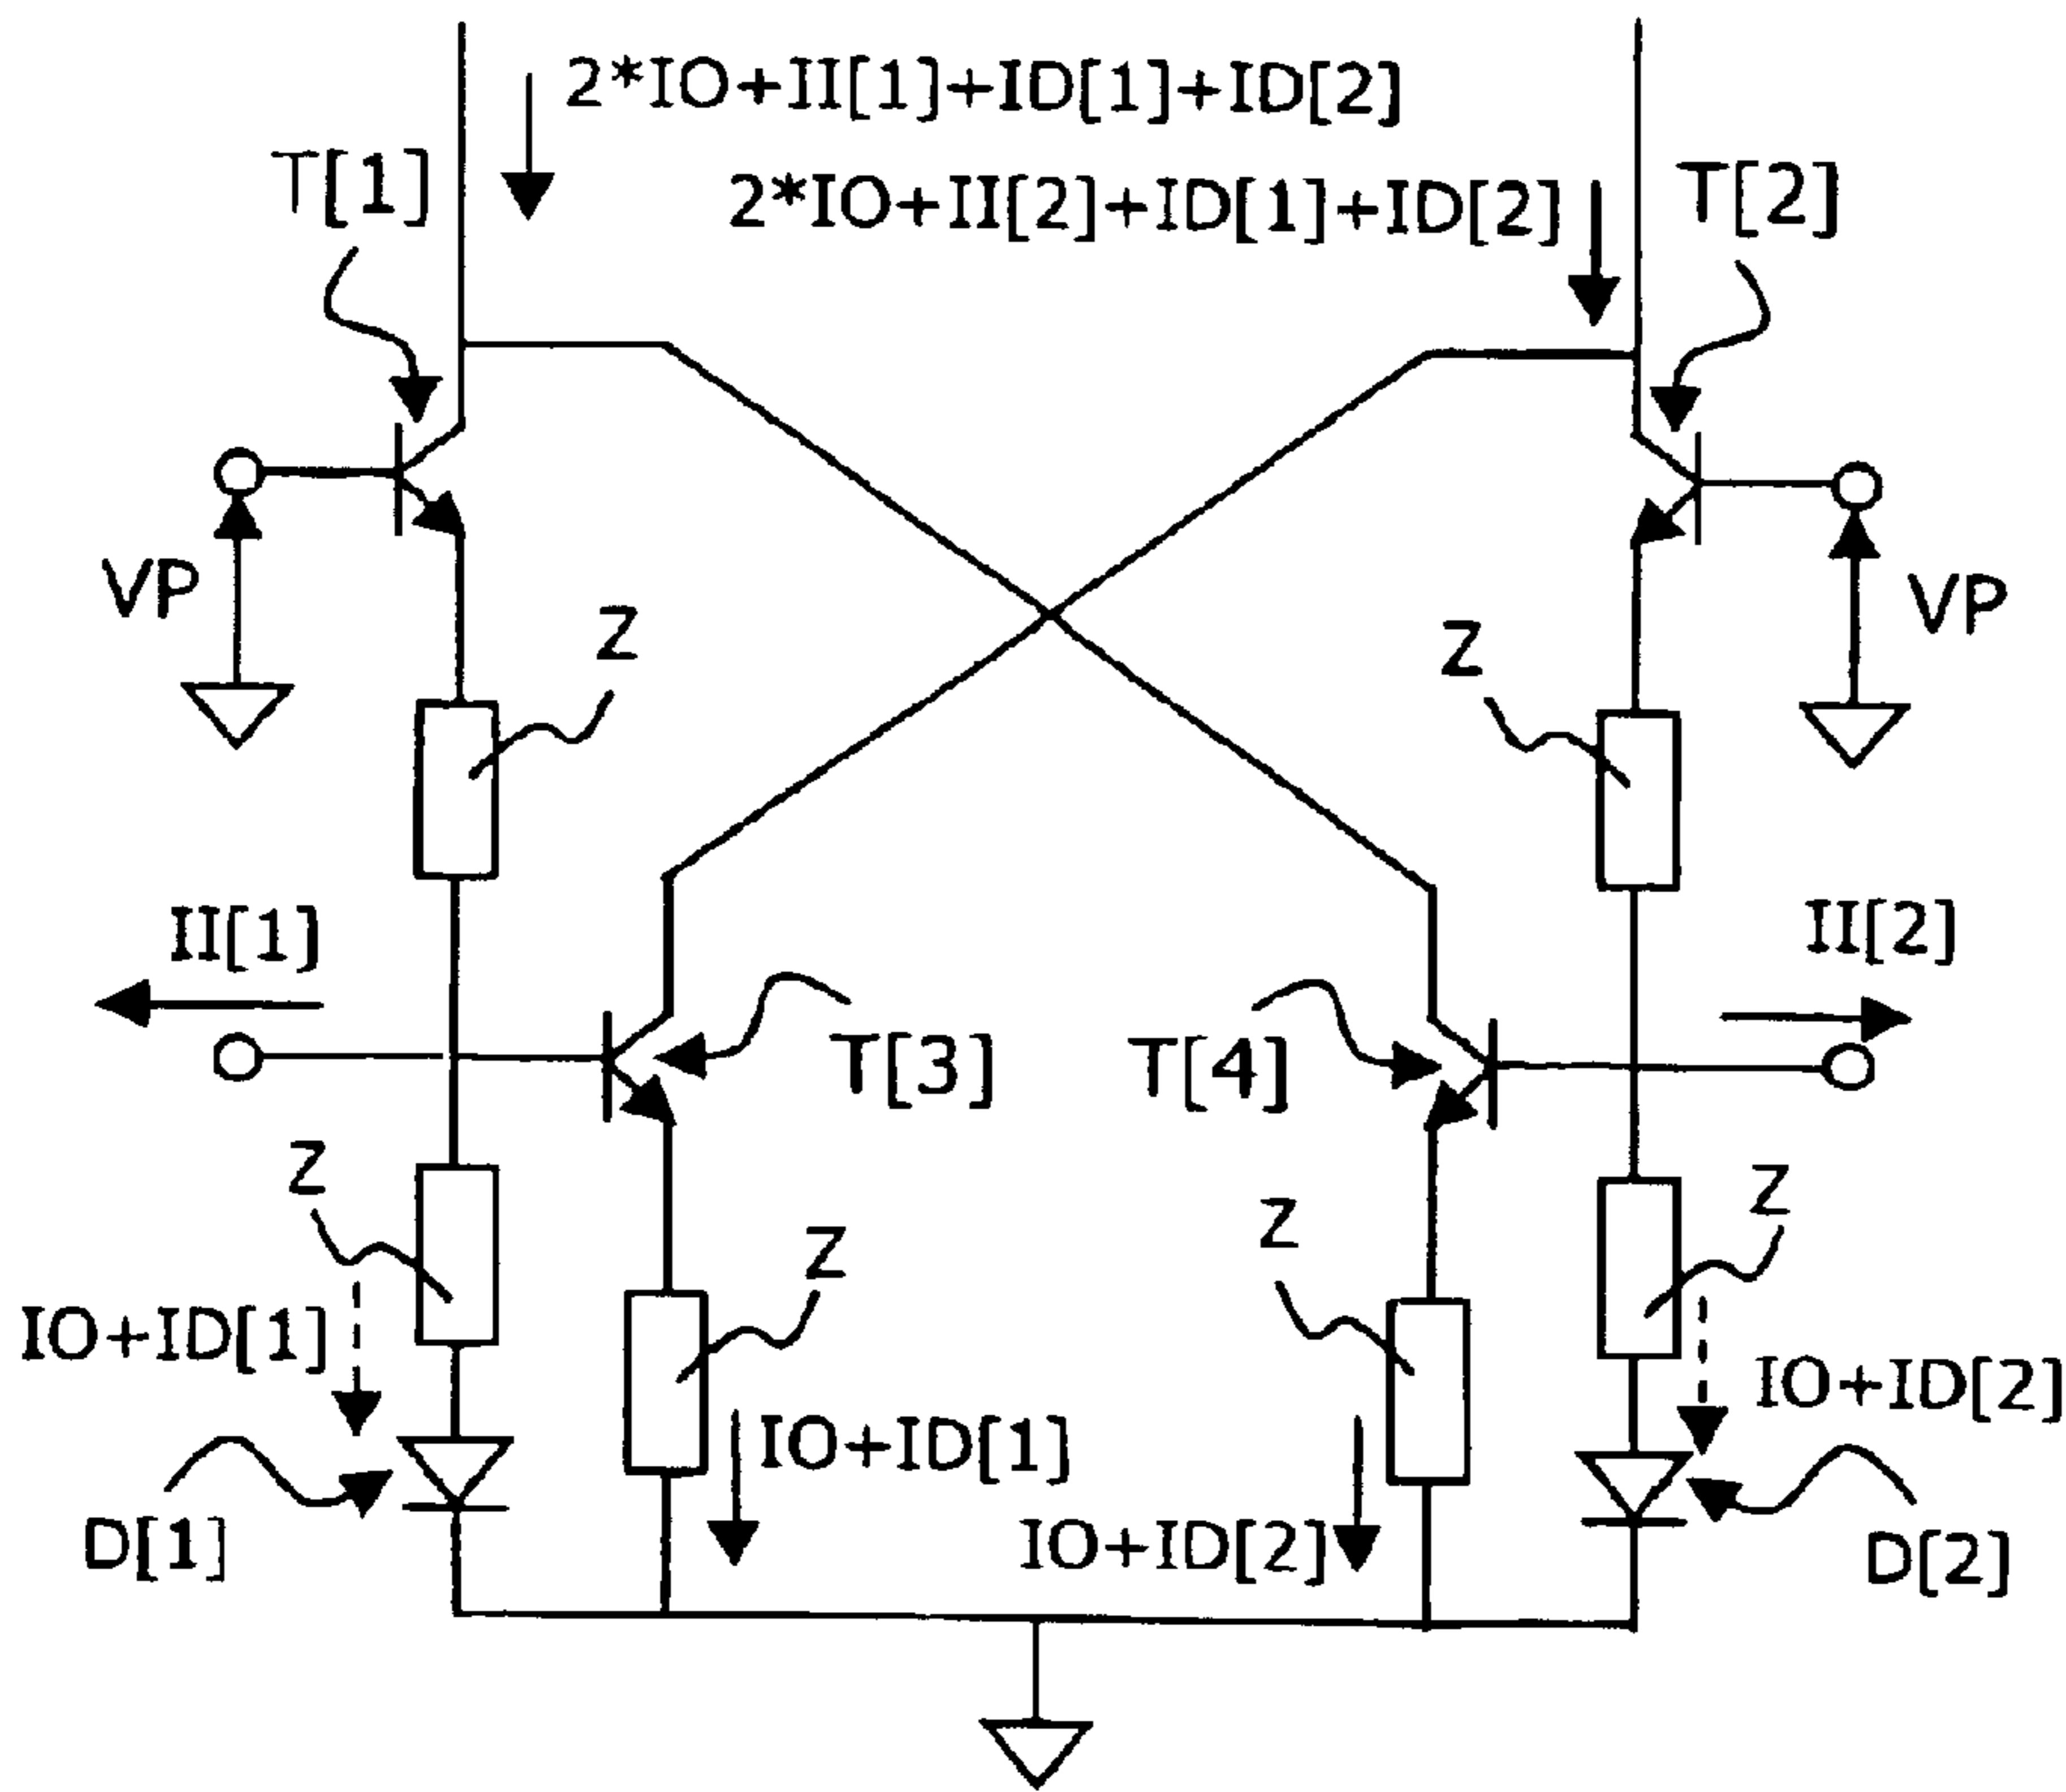 2*IO+II[1]+ID[1]+ID[2]
T[1]
2*IO+II[2]+ID[1]+ID[2]
T[2]
VP
VP
Z
Z
II[1]
II[2]
T[3]
T[4]
Z
Z
Z
Z
IO+ID[1]
IO+ID[2]
IO+ID[1]
IO+ID[2]
D[1]
D[2]